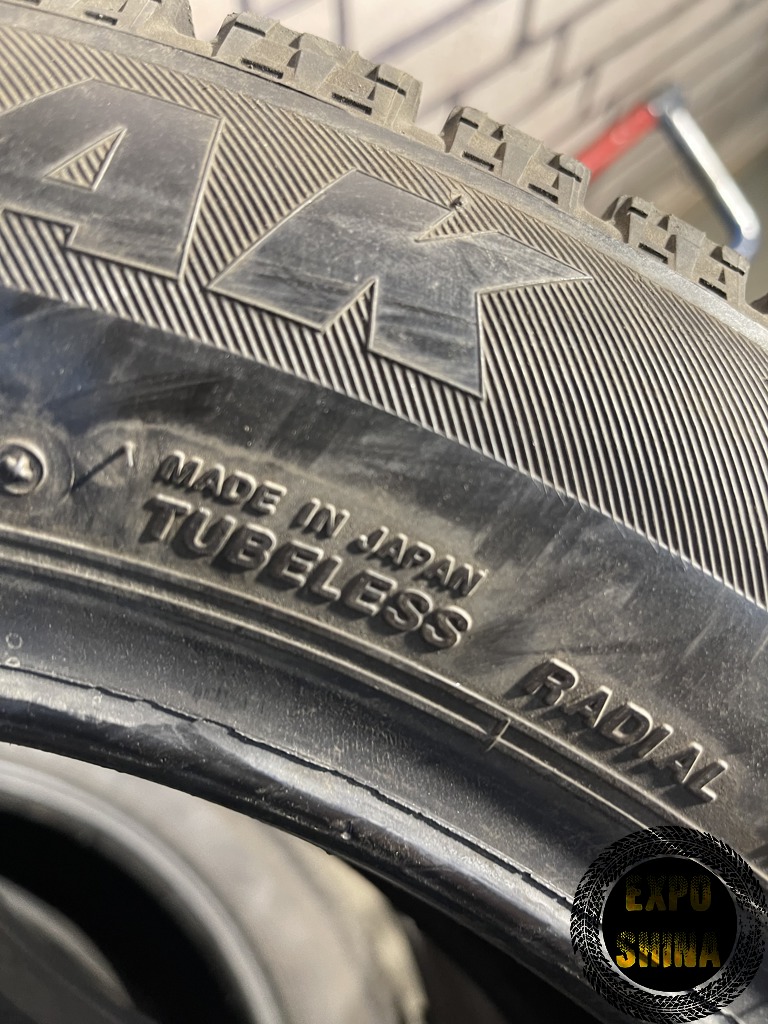 AK
MADE IN JAPAN
TUBELESS
RADIAL
EXPO
SHINA